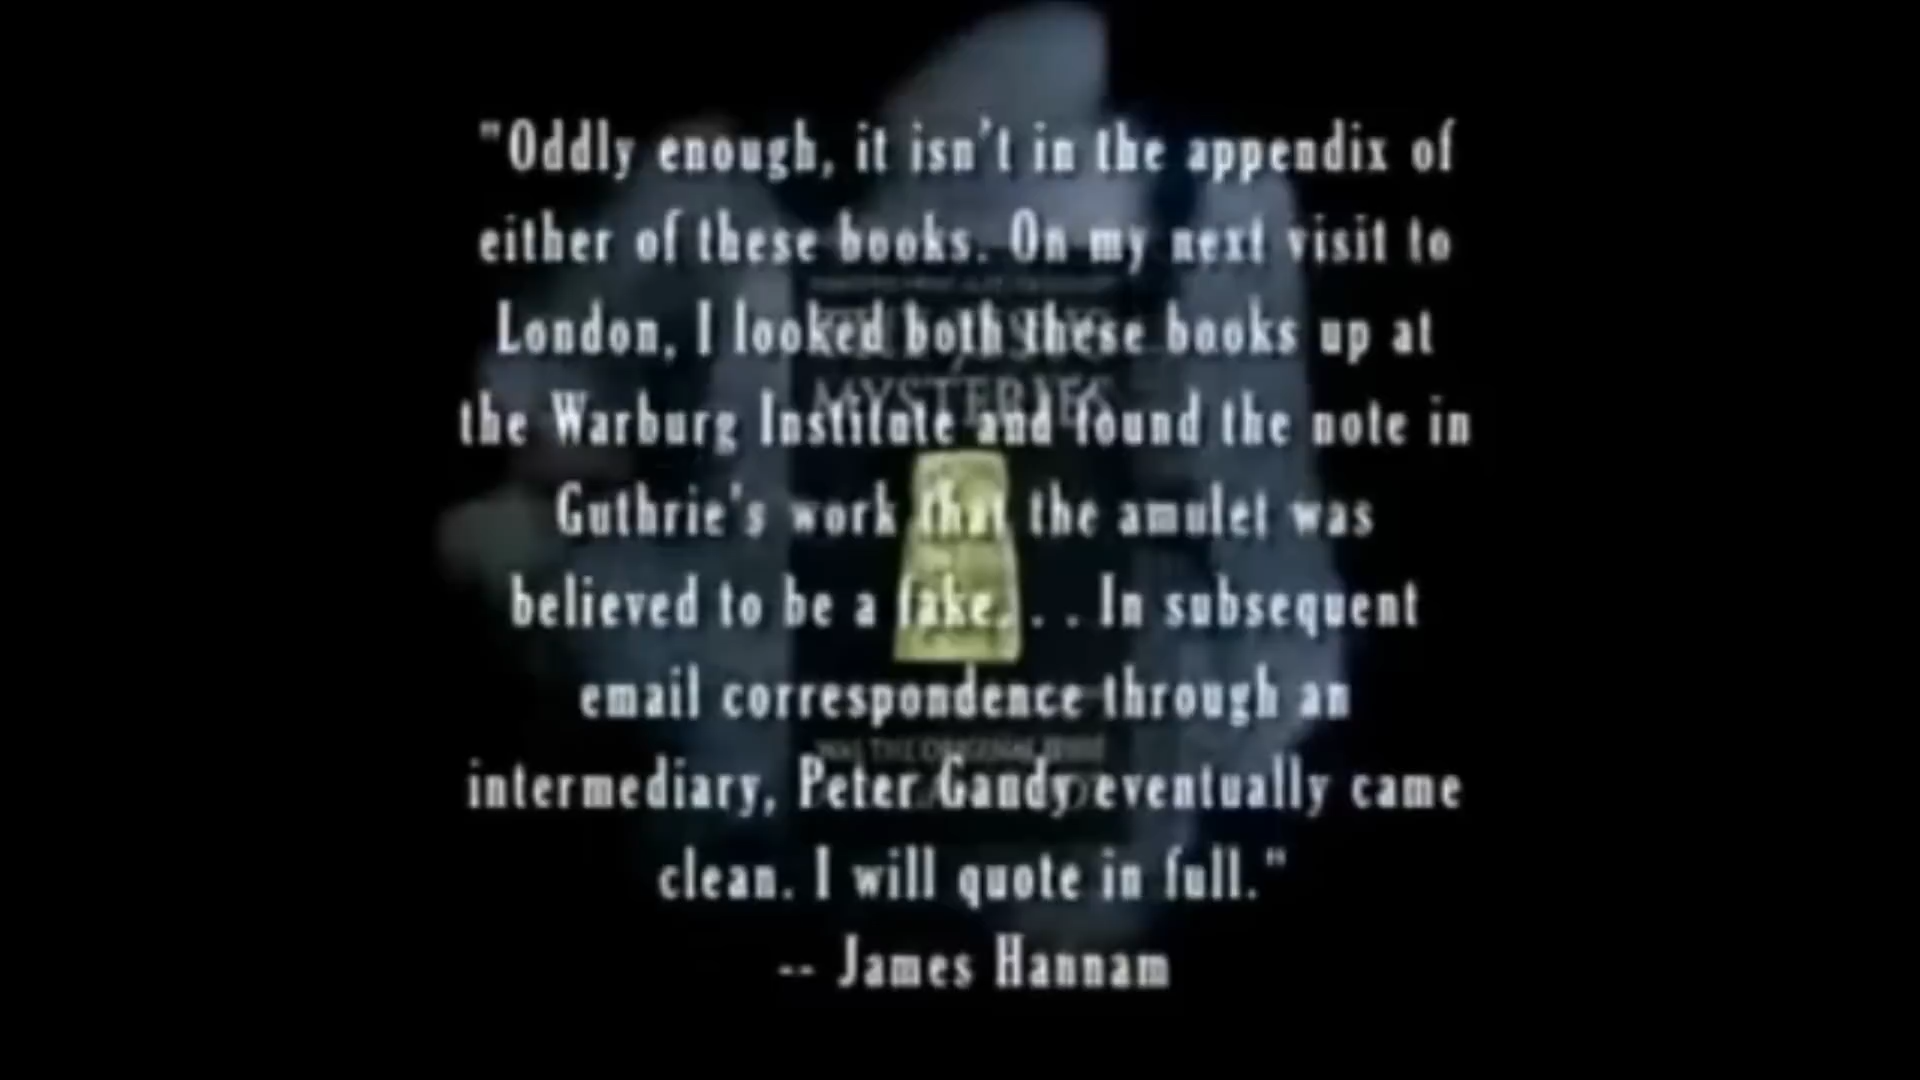 "Oddly enough, it isn't in the appendix of
either of these books. On my next visit to
London, I looked both these books up at
the Warburg Institute and found the note in
Guthrie's work that the amulet was
believed to be a fake. . . In subsequent
email correspondence through an
intermediary, Peter Gandy eventually came
clean. I will quote in full."
-- James Hannam
MYSTERIES